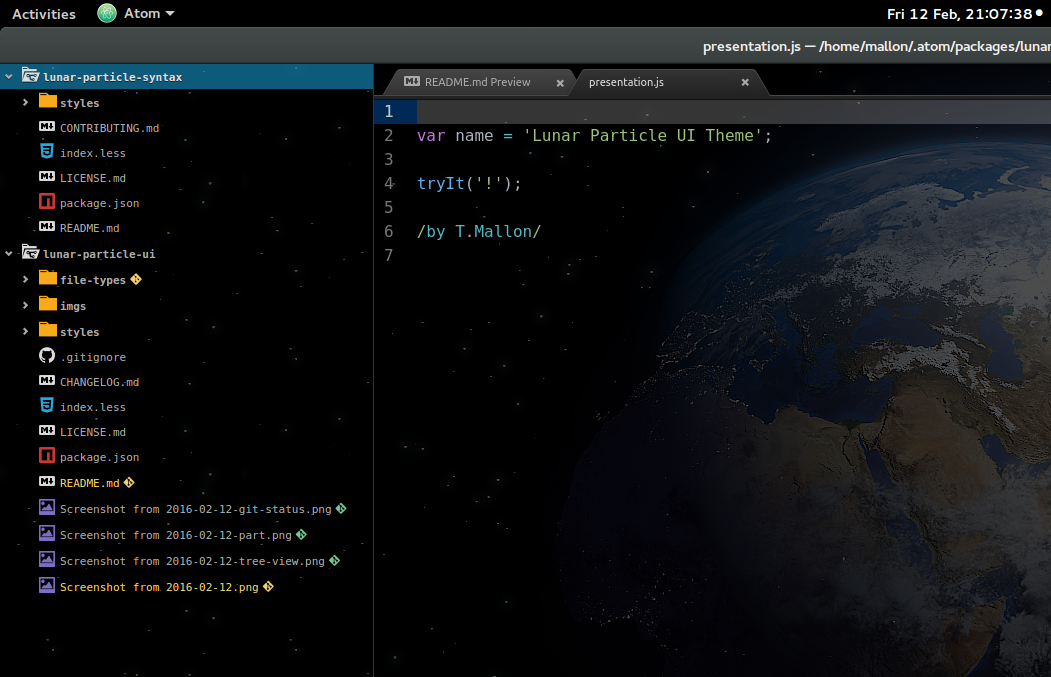 Activities Atom Fri 12 Feb, 21:07:38
presentation.js — /home/mallon/.atom/packages/lunar
lunar-particle-syntax
styles
CONTRIBUTING.md
index.less
LICENSE.md
package.json
README.md
lunar-particle-ui
file-types
imgs
styles
.gitignore
CHANGELOG.md
index.less
LICENSE.md
package.json
README.md
Screenshot from 2016-02-12-git-status.png
Screenshot from 2016-02-12-part.png
Screenshot from 2016-02-12-tree-view.png
Screenshot from 2016-02-12.png
README.md Preview presentation.js
1
2 var name = 'Lunar Particle UI Theme';
3
4 tryIt('!');
5
6 /by T.Mallon/
7